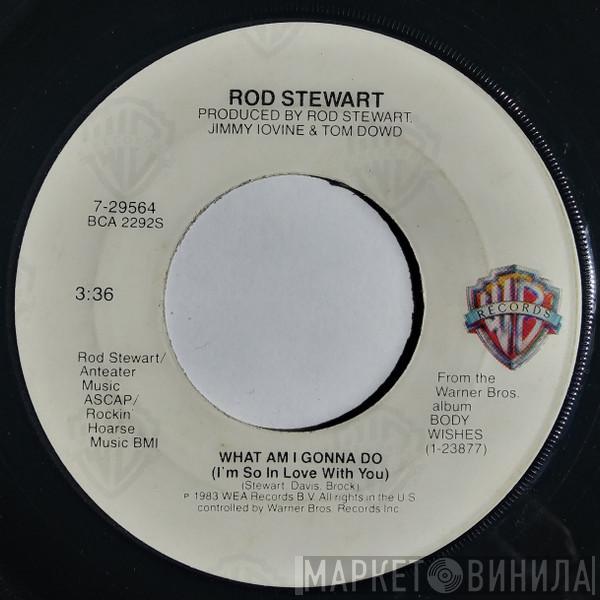 ROD STEWART
PRODUCED BY ROD STEWART,
JIMMY IOVINE & TOM DOWD
7-29564
BCA 2292S
3:36
WB
RECORDS
Rod Stewart/
Anteater
Music
ASCAP/
Rockin'
Hoarse
Music BMI
From the
Warner Bros.
album
BODY
WISHES
(1-23877)
WHAT AM I GONNA DO
(I'm So In Love With You)
(Stewart, Davis, Brock)
℗ 1983 WEA Records B.V. All rights in the U.S.
controlled by Warner Bros. Records Inc.
МАРКЕТ ВИНИЛА